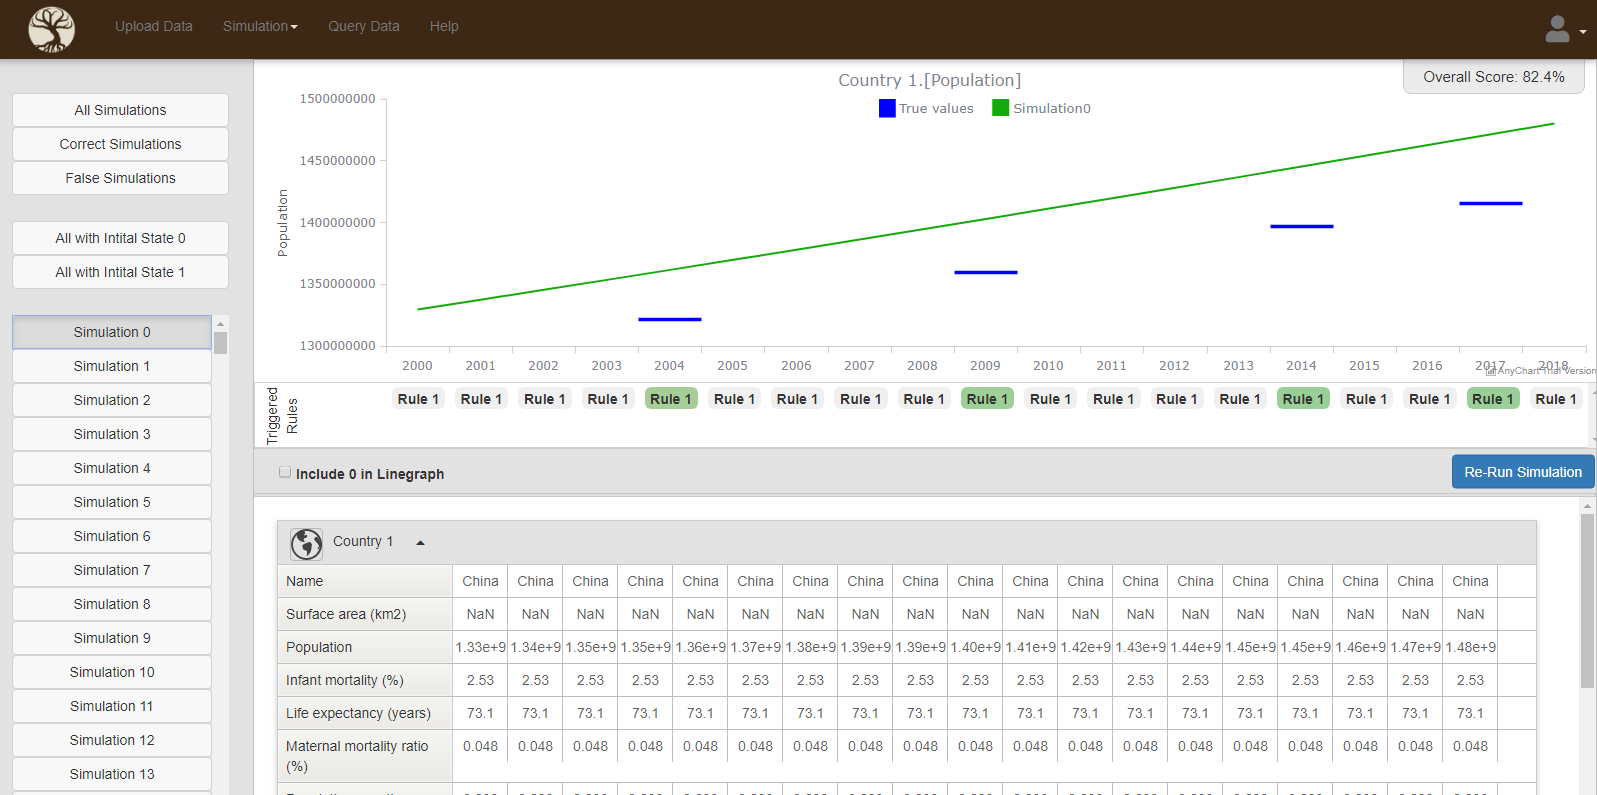 Upload Data Simulation Query Data Help
All Simulations
Correct Simulations
False Simulations
All with Intital State 0
All with Intital State 1
Simulation 0
Simulation 1
Simulation 2
Simulation 3
Simulation 4
Simulation 5
Simulation 6
Simulation 7
Simulation 8
Simulation 9
Simulation 10
Simulation 11
Simulation 12
Simulation 13
Country 1.[Population]
Overall Score: 82.4%
True values Simulation0
Population
1500000000
1450000000
1400000000
1350000000
1300000000
2000 2001 2002 2003 2004 2005 2006 2007 2008 2009 2010 2011 2012 2013 2014 2015 2016 2017 2018
AnyChart Trial Version
Triggered
Rules
Rule 1 Rule 1 Rule 1 Rule 1 Rule 1 Rule 1 Rule 1 Rule 1 Rule 1 Rule 1 Rule 1 Rule 1 Rule 1 Rule 1 Rule 1 Rule 1 Rule 1 Rule 1 Rule 1
Include 0 in Linegraph
Re-Run Simulation
Country 1
Name China China China China China China China China China China China China China China China China China China China
Surface area (km2) NaN NaN NaN NaN NaN NaN NaN NaN NaN NaN NaN NaN NaN NaN NaN NaN NaN NaN NaN
Population 1.33e+9 1.34e+9 1.35e+9 1.35e+9 1.36e+9 1.37e+9 1.38e+9 1.39e+9 1.39e+9 1.40e+9 1.41e+9 1.42e+9 1.43e+9 1.44e+9 1.45e+9 1.45e+9 1.46e+9 1.47e+9 1.48e+9
Infant mortality (%) 2.53 2.53 2.53 2.53 2.53 2.53 2.53 2.53 2.53 2.53 2.53 2.53 2.53 2.53 2.53 2.53 2.53 2.53 2.53
Life expectancy (years) 73.1 73.1 73.1 73.1 73.1 73.1 73.1 73.1 73.1 73.1 73.1 73.1 73.1 73.1 73.1 73.1 73.1 73.1 73.1
Maternal mortality ratio 0.048 0.048 0.048 0.048 0.048 0.048 0.048 0.048 0.048 0.048 0.048 0.048 0.048 0.048 0.048 0.048 0.048 0.048 0.048
(%)